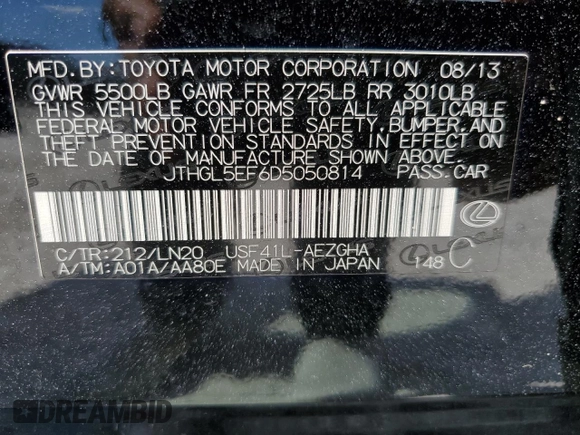 MFD.BY:TOYOTA MOTOR CORPORATION 08/13
GVWR 5500LB GAWR FR 2725LB RR 3010LB
THIS VEHICLE CONFORMS TO ALL APPLICABLE
FEDERAL MOTOR VEHICLE SAFETY,BUMPER,AND
THEFT PREVENTION STANDARDS IN EFFECT ON
THE DATE OF MANUFACTURE SHOWN ABOVE.
JTHGL5EF6D5050814 PASS.CAR
C/TR:212/LN20 USF41L-AEZGHA
A/TM:A01A/AA80E MADE IN JAPAN 148 C
DREAMBID